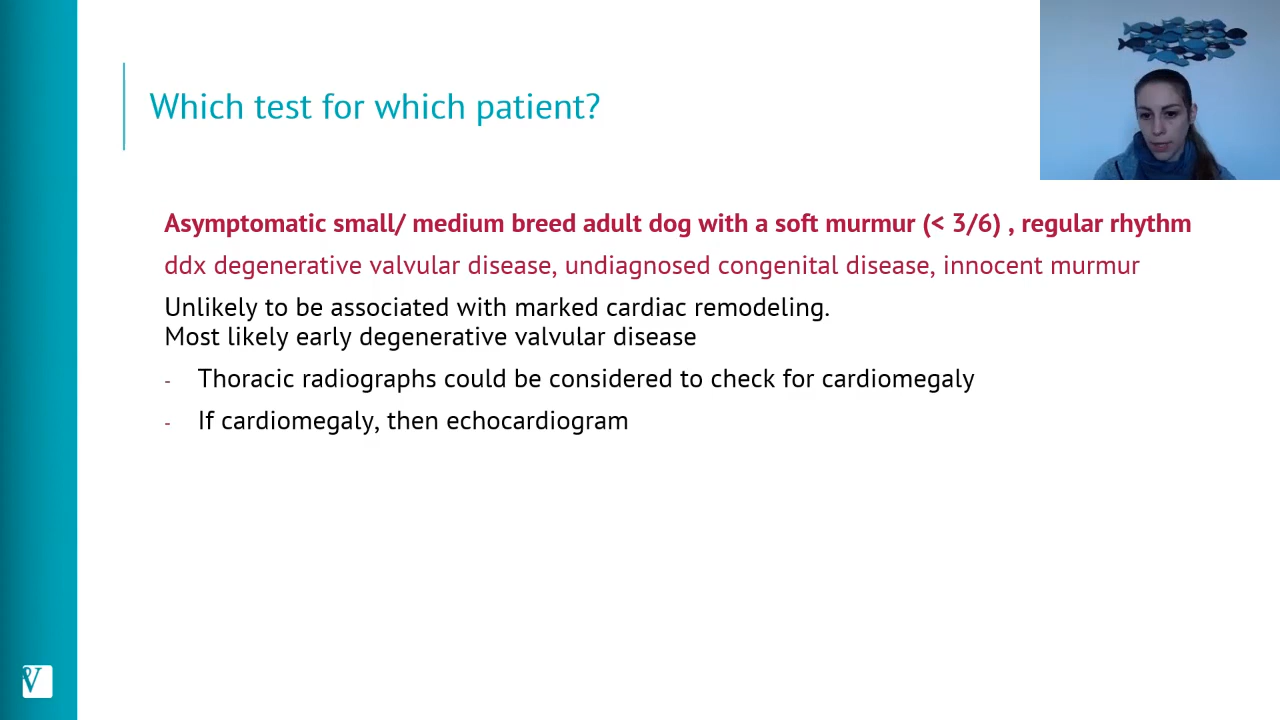 Which test for which patient?
Asymptomatic small/ medium breed adult dog with a soft murmur (< 3/6) , regular rhythm
ddx degenerative valvular disease, undiagnosed congenital disease, innocent murmur
Unlikely to be associated with marked cardiac remodeling.
Most likely early degenerative valvular disease
- Thoracic radiographs could be considered to check for cardiomegaly
- If cardiomegaly, then echocardiogram
V